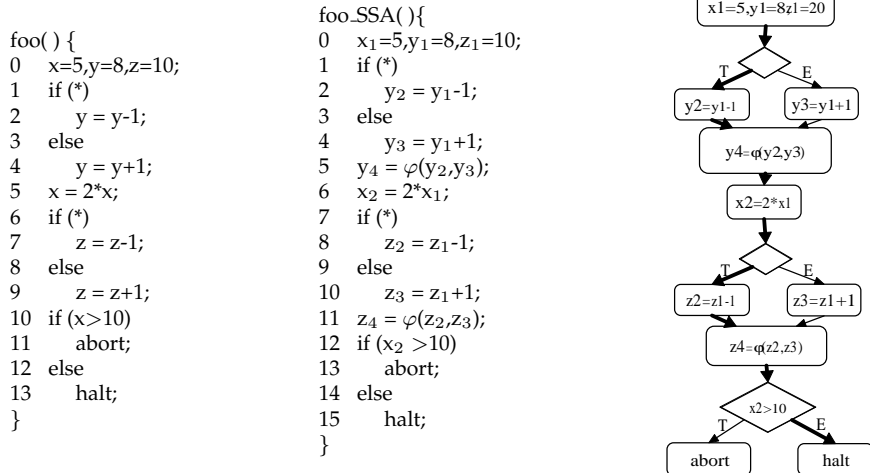 foo( ) {
0 x=5,y=8,z=10;
1 if (*)
2 y = y-1;
3 else
4 y = y+1;
5 x = 2*x;
6 if (*)
7 z = z-1;
8 else
9 z = z+1;
10 if (x>10)
11 abort;
12 else
13 halt;
}
foo_SSA( ){
0 x₁=5,y₁=8,z₁=10;
1 if (*)
2 y₂ = y₁-1;
3 else
4 y₃ = y₁+1;
5 y₄ = φ(y₂,y₃);
6 x₂ = 2*x₁;
7 if (*)
8 z₂ = z₁-1;
9 else
10 z₃ = z₁+1;
11 z₄ = φ(z₂,z₃);
12 if (x₂ >10)
13 abort;
14 else
15 halt;
}
x1=5,y1=8,z1=20
T E
y2=y1-1 y3=y1+1
y4=φ(y2,y3)
x2=2*x1
T E
z2=z1-1 z3=z1+1
z4=φ(z2,z3)
x2>10
T E
abort halt